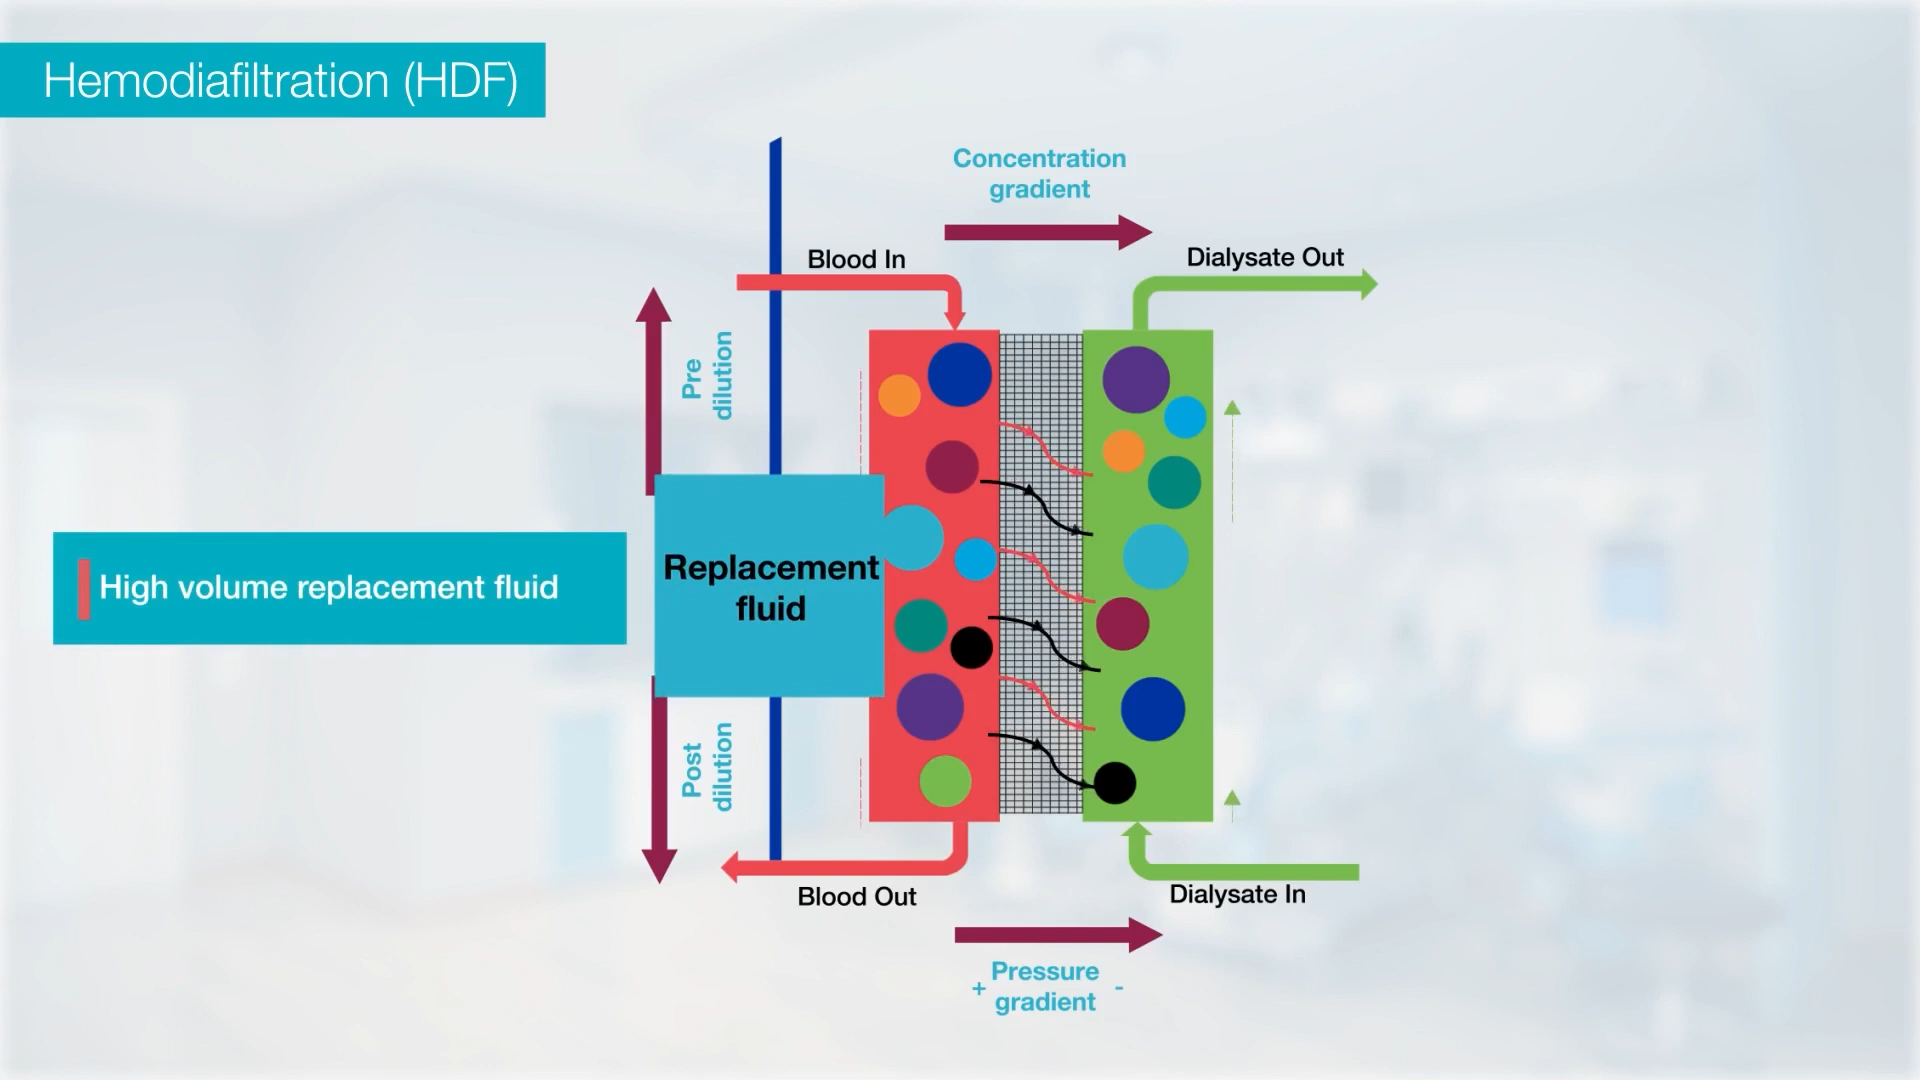 Hemodiafiltration (HDF)
Concentration
gradient
Blood In
Dialysate Out
Pre
dilution
High volume replacement fluid
Replacement
fluid
Post
dilution
Blood Out
Dialysate In
+ Pressure -
gradient